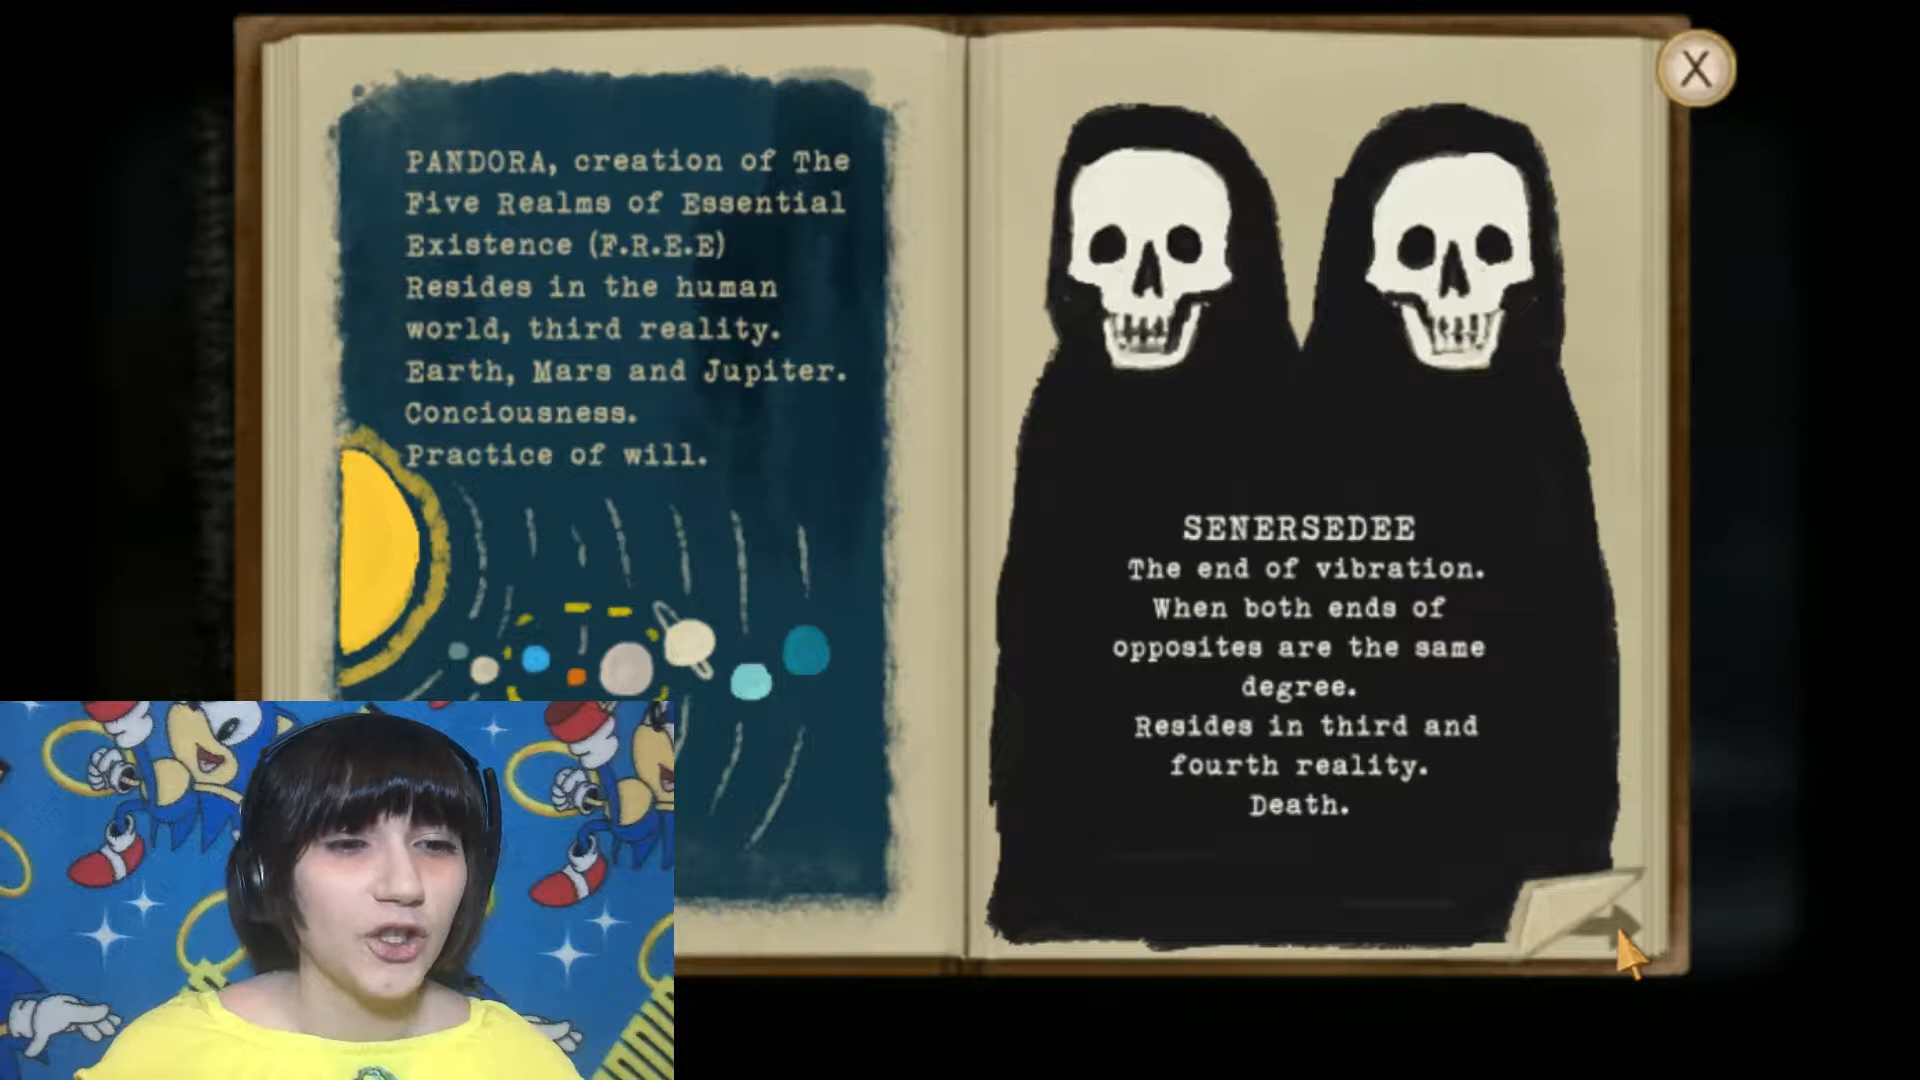 PANDORA, creation of The
Five Realms of Essential
Existence (F.R.E.E)
Resides in the human
world, third reality.
Earth, Mars and Jupiter.
Conciousness.
Practice of will.
SENERSEDEE
The end of vibration.
When both ends of
opposites are the same
degree.
Resides in third and
fourth reality.
Death.
X